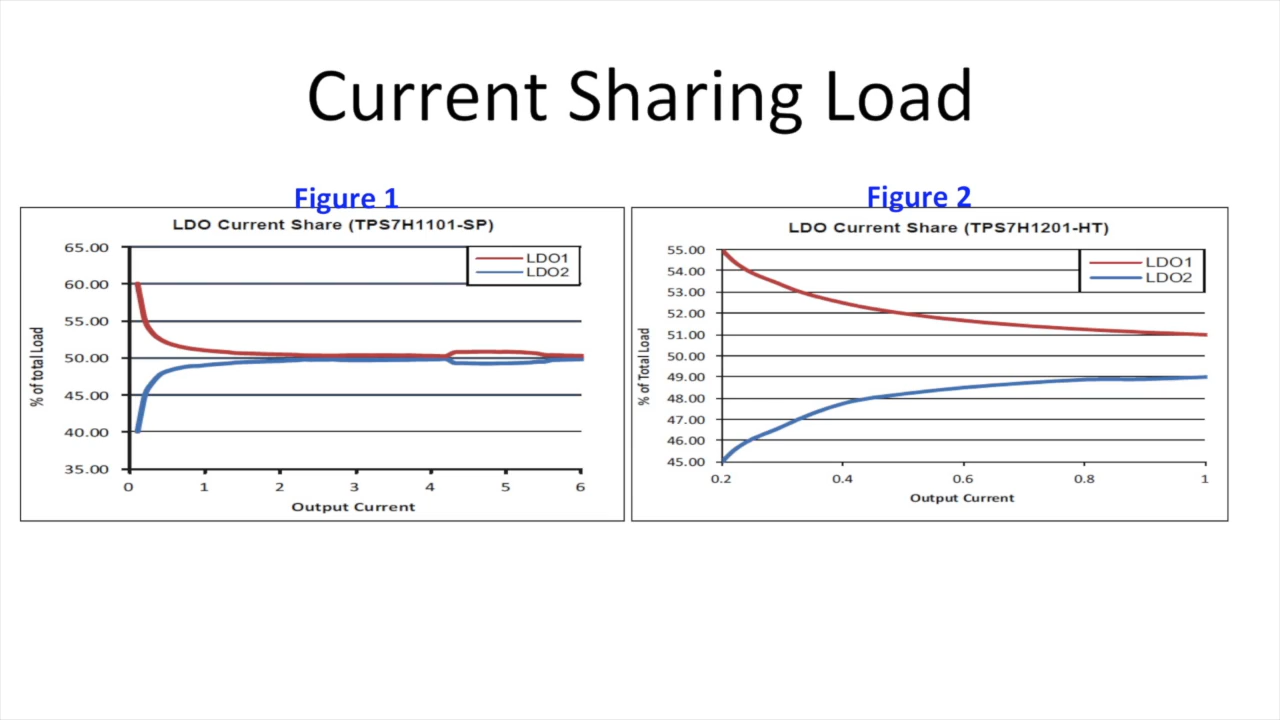 Current Sharing Load
Figure 1
LDO Current Share (TPS7H1101-SP)
65.00
60.00
55.00
50.00
45.00
40.00
35.00
% of total Load
LDO1
LDO2
0 1 2 3 4 5 6
Output Current
Figure 2
LDO Current Share (TPS7H1201-HT)
55.00
54.00
53.00
52.00
51.00
50.00
49.00
48.00
47.00
46.00
45.00
% of Total Load
LDO1
LDO2
0.2 0.4 0.6 0.8 1
Output Current